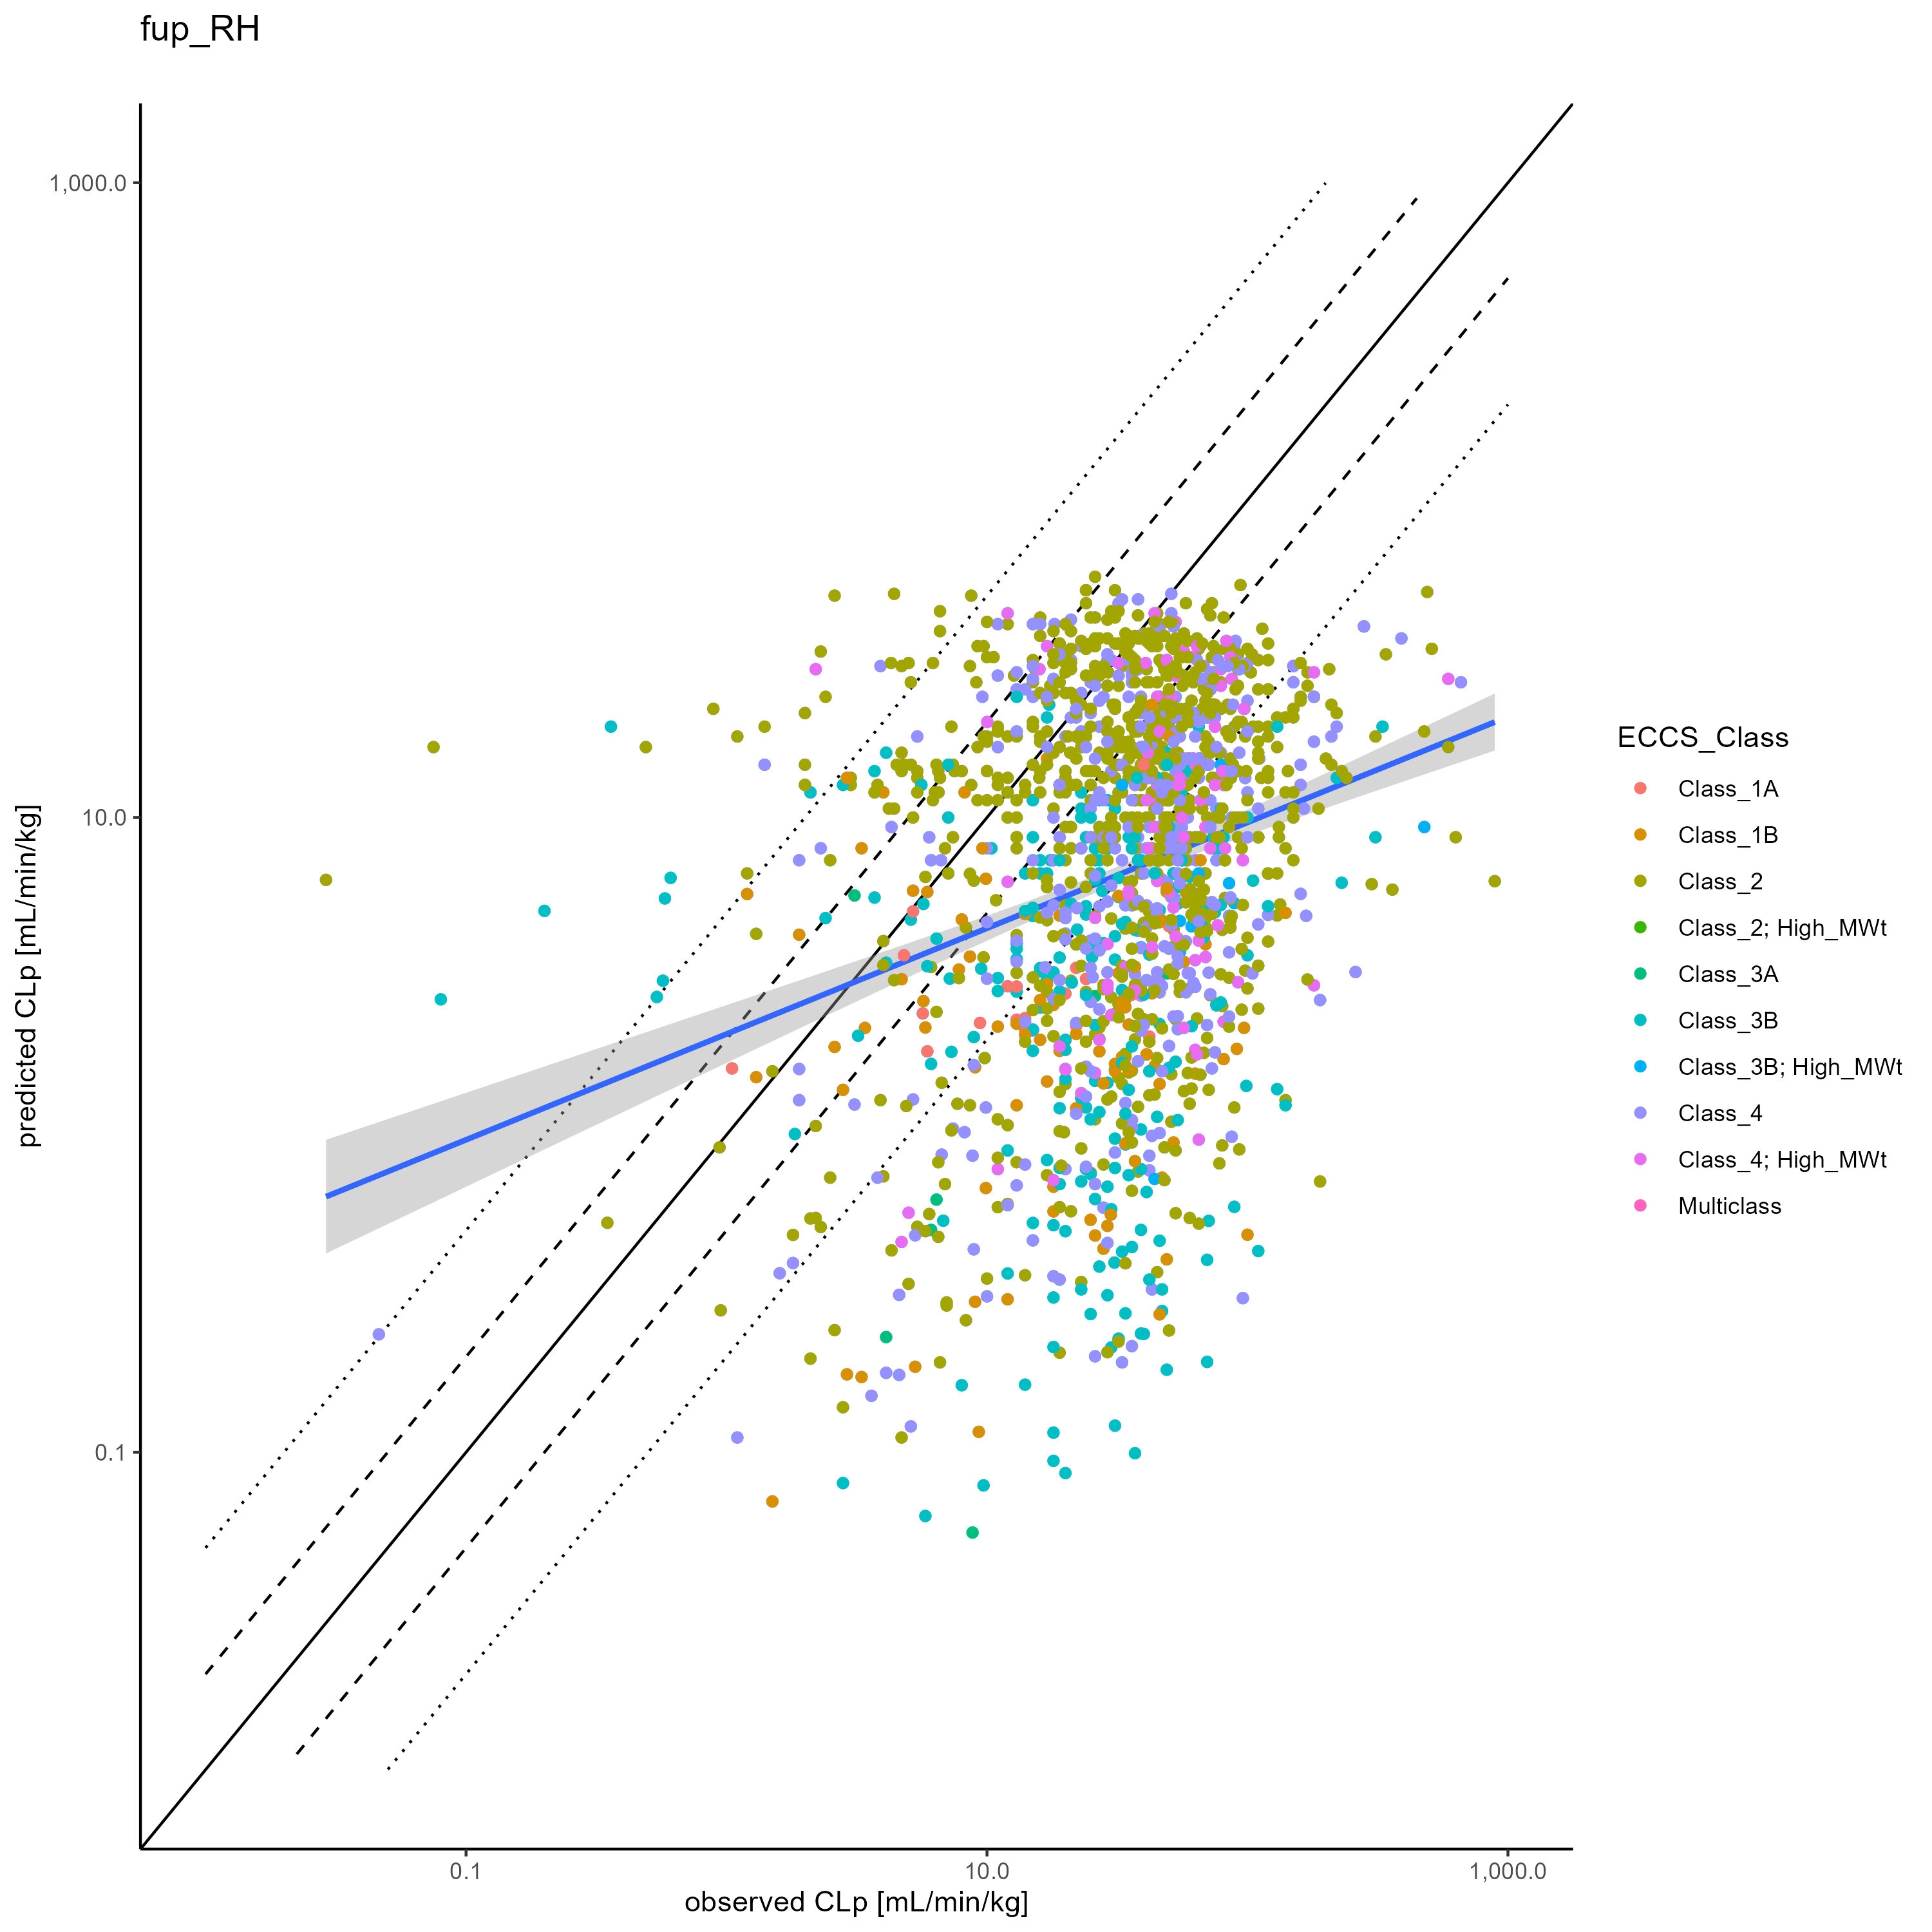 fup_RH
1,000.0
10.0
0.1
predicted CLp [mL/min/kg]
0.1
10.0
1,000.0
observed CLp [mL/min/kg]
ECCS_Class
Class_1A
Class_1B
Class_2
Class_2; High_MWt
Class_3A
Class_3B
Class_3B; High_MWt
Class_4
Class_4; High_MWt
Multiclass